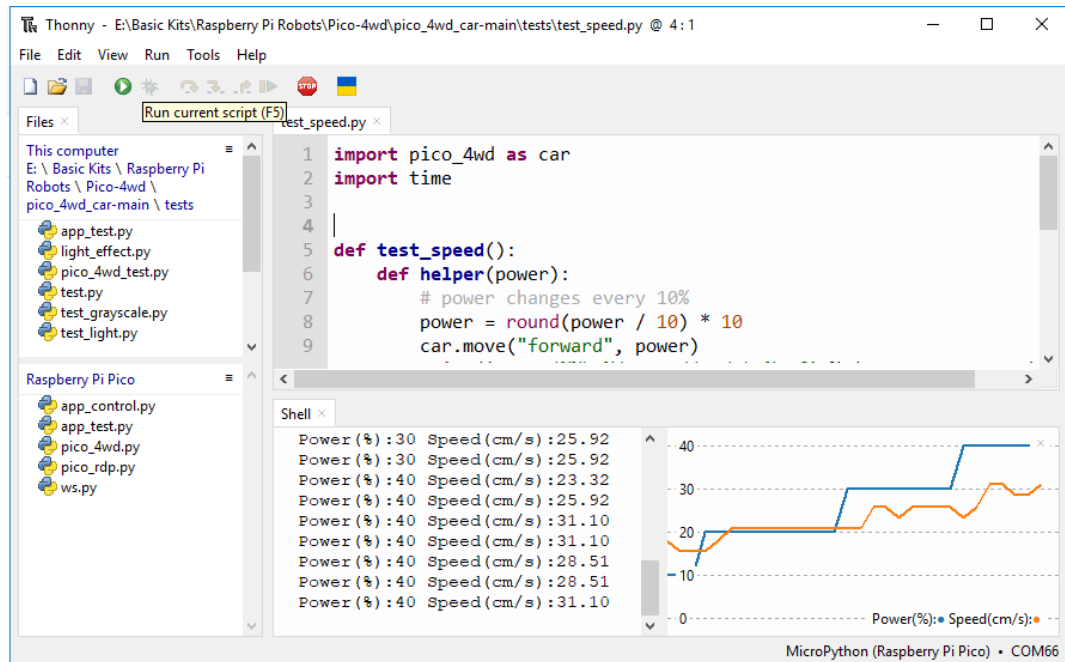 Thonny - E:\Basic Kits\Raspberry Pi Robots\Pico-4wd\pico_4wd_car-main\tests\test_speed.py @ 4:1
File Edit View Run Tools Help
STOP
Run current script (F5)
Files
This computer
E: \ Basic Kits \ Raspberry Pi
Robots \ Pico-4wd \
pico_4wd_car-main \ tests
app_test.py
light_effect.py
pico_4wd_test.py
test.py
test_grayscale.py
test_light.py
Raspberry Pi Pico
app_control.py
app_test.py
pico_4wd.py
pico_rdp.py
ws.py
test_speed.py
1 import pico_4wd as car
2 import time
3
4
5 def test_speed():
6 def helper(power):
7 # power changes every 10%
8 power = round(power / 10) * 10
9 car.move("forward", power)
Shell
Power(%):30 Speed(cm/s):25.92
Power(%):30 Speed(cm/s):25.92
Power(%):40 Speed(cm/s):23.32
Power(%):40 Speed(cm/s):25.92
Power(%):40 Speed(cm/s):31.10
Power(%):40 Speed(cm/s):31.10
Power(%):40 Speed(cm/s):28.51
Power(%):40 Speed(cm/s):28.51
Power(%):40 Speed(cm/s):31.10
40
30
20
10
0
Power(%): Speed(cm/s):
MicroPython (Raspberry Pi Pico) • COM66